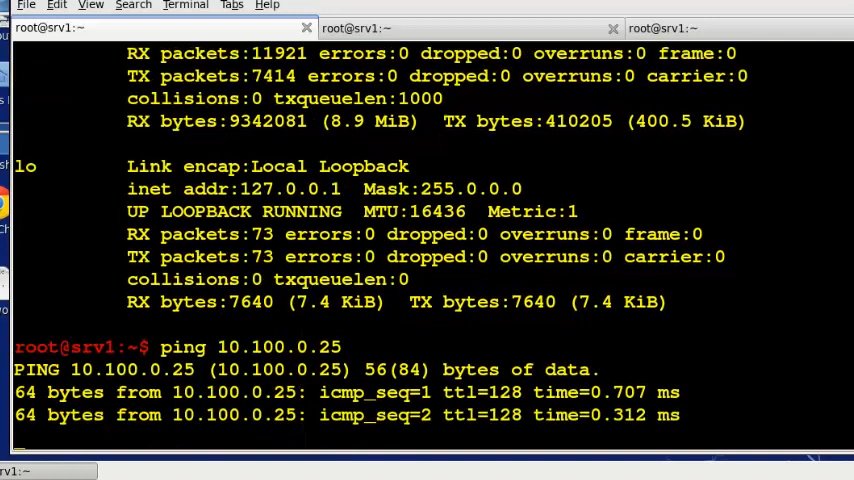 File Edit View Search Terminal Tabs Help
root@srv1:~ root@srv1:~ root@srv1:~
RX packets:11921 errors:0 dropped:0 overruns:0 frame:0
TX packets:7414 errors:0 dropped:0 overruns:0 carrier:0
collisions:0 txqueuelen:1000
RX bytes:9342081 (8.9 MiB) TX bytes:410205 (400.5 KiB)
lo Link encap:Local Loopback
inet addr:127.0.0.1 Mask:255.0.0.0
UP LOOPBACK RUNNING MTU:16436 Metric:1
RX packets:73 errors:0 dropped:0 overruns:0 frame:0
TX packets:73 errors:0 dropped:0 overruns:0 carrier:0
collisions:0 txqueuelen:0
RX bytes:7640 (7.4 KiB) TX bytes:7640 (7.4 KiB)
root@srv1:~$ ping 10.100.0.25
PING 10.100.0.25 (10.100.0.25) 56(84) bytes of data.
64 bytes from 10.100.0.25: icmp_seq=1 ttl=128 time=0.707 ms
64 bytes from 10.100.0.25: icmp_seq=2 ttl=128 time=0.312 ms
srv1:~